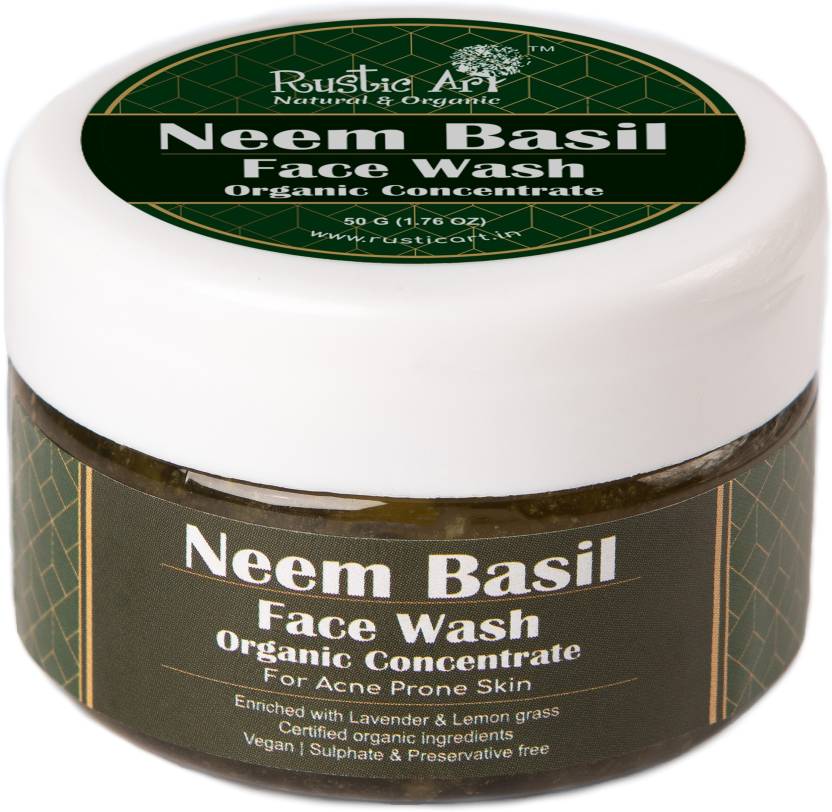 Rustic Art TM
Natural & Organic
Neem Basil
Face Wash
Organic Concentrate
50 G (1.76 OZ)
www.rusticart.in
Neem Basil
Face Wash
Organic Concentrate
For Acne Prone Skin
Enriched with Lavender & Lemon grass
Certified organic ingredients
Vegan | Sulphate & Preservative free